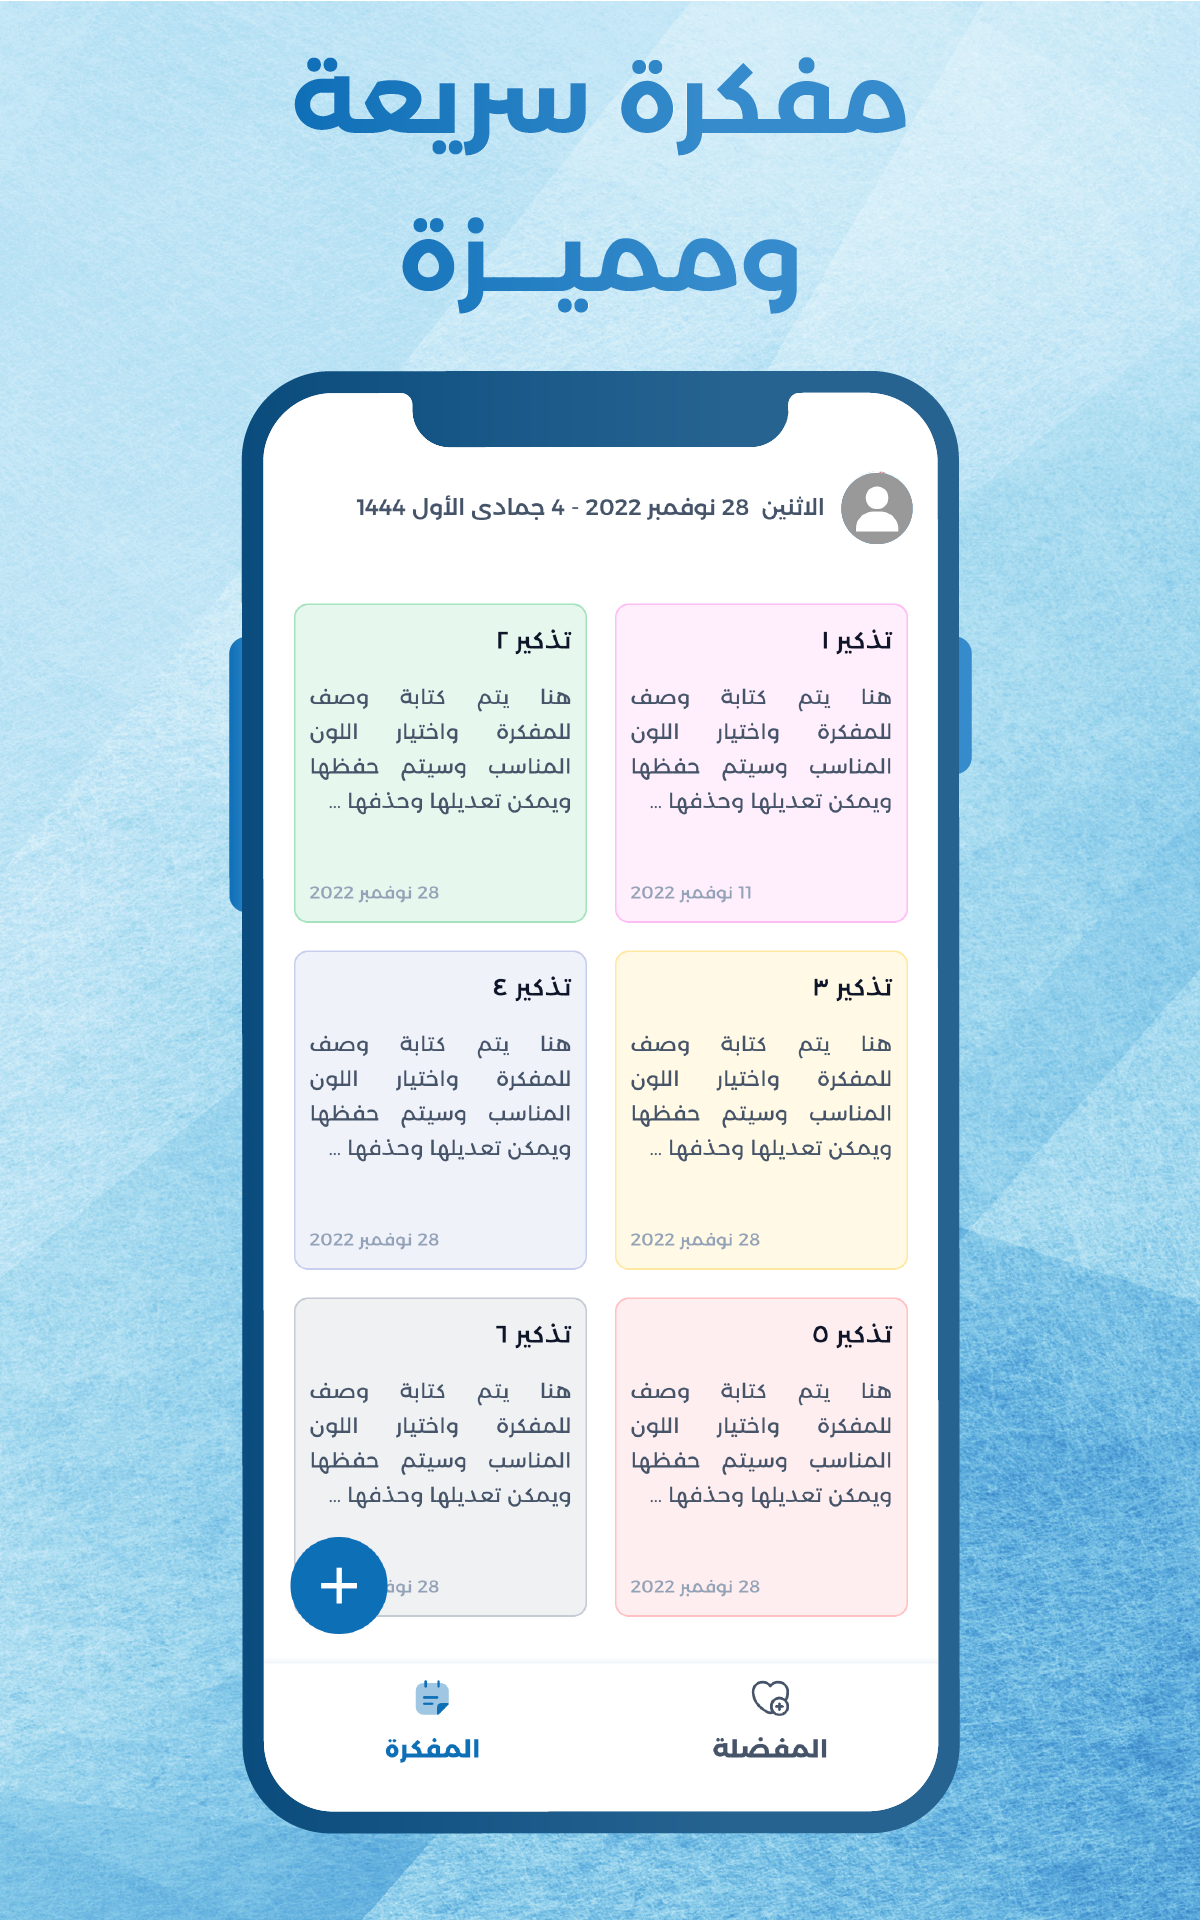 مفكرة سريعة
ومميـــزة
الاثنين 28 نوفمبر 2022 - 4 جمادى الأول 1444
تذكير ١
هنا يتم كتابة وصف
للمفكرة واختيار اللون
المناسب وسيتم حفظها
ويمكن تعديلها وحذفها ...
11 نوفمبر 2022
تذكير ٢
هنا يتم كتابة وصف
للمفكرة واختيار اللون
المناسب وسيتم حفظها
ويمكن تعديلها وحذفها ...
28 نوفمبر 2022
تذكير ٣
هنا يتم كتابة وصف
للمفكرة واختيار اللون
المناسب وسيتم حفظها
ويمكن تعديلها وحذفها ...
28 نوفمبر 2022
تذكير ٤
هنا يتم كتابة وصف
للمفكرة واختيار اللون
المناسب وسيتم حفظها
ويمكن تعديلها وحذفها ...
28 نوفمبر 2022
تذكير ٥
هنا يتم كتابة وصف
للمفكرة واختيار اللون
المناسب وسيتم حفظها
ويمكن تعديلها وحذفها ...
28 نوفمبر 2022
تذكير ٦
هنا يتم كتابة وصف
للمفكرة واختيار اللون
المناسب وسيتم حفظها
ويمكن تعديلها وحذفها ...
28
المفضلة
المفكرة